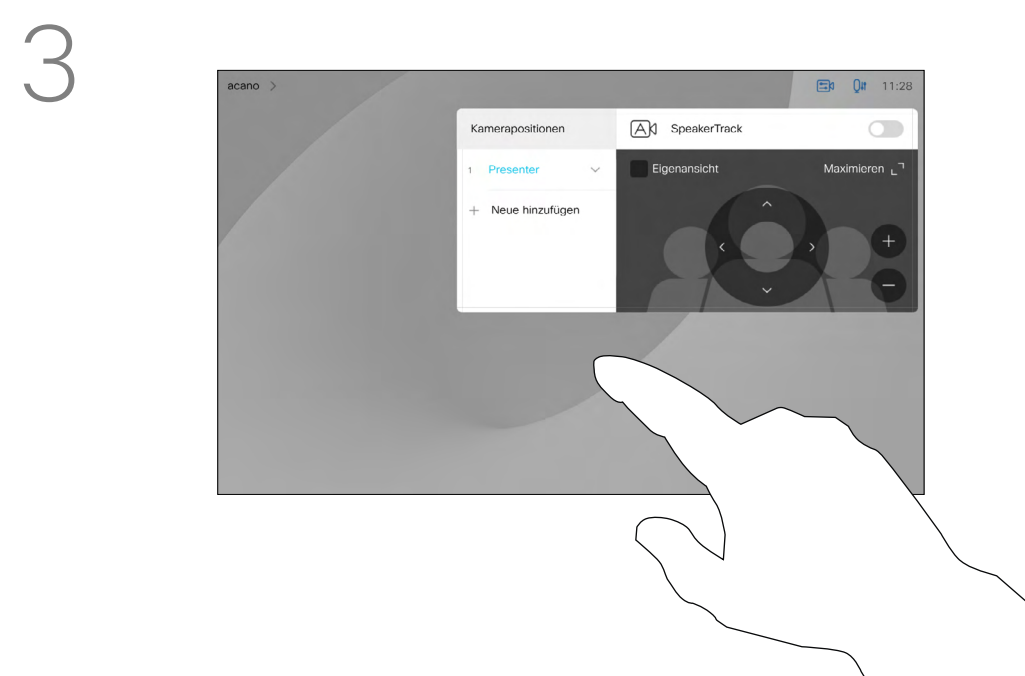 3
acano >
11:28
Kamerapositionen
SpeakerTrack
1 Presenter
Eigenansicht
Maximieren
+ Neue hinzufügen